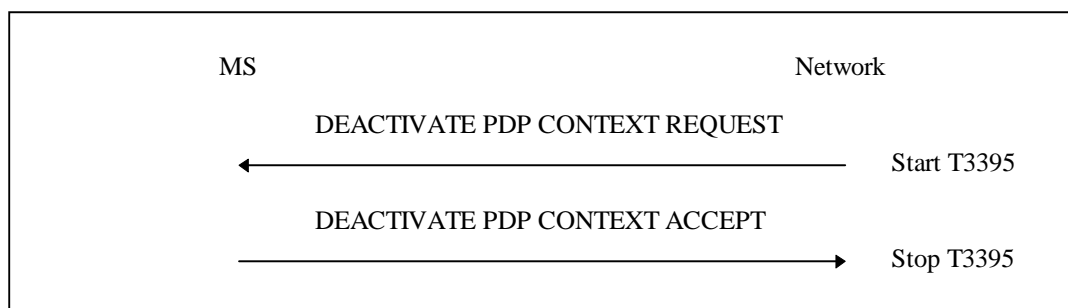 MS Network
DEACTIVATE PDP CONTEXT REQUEST
Start T3395
DEACTIVATE PDP CONTEXT ACCEPT
Stop T3395